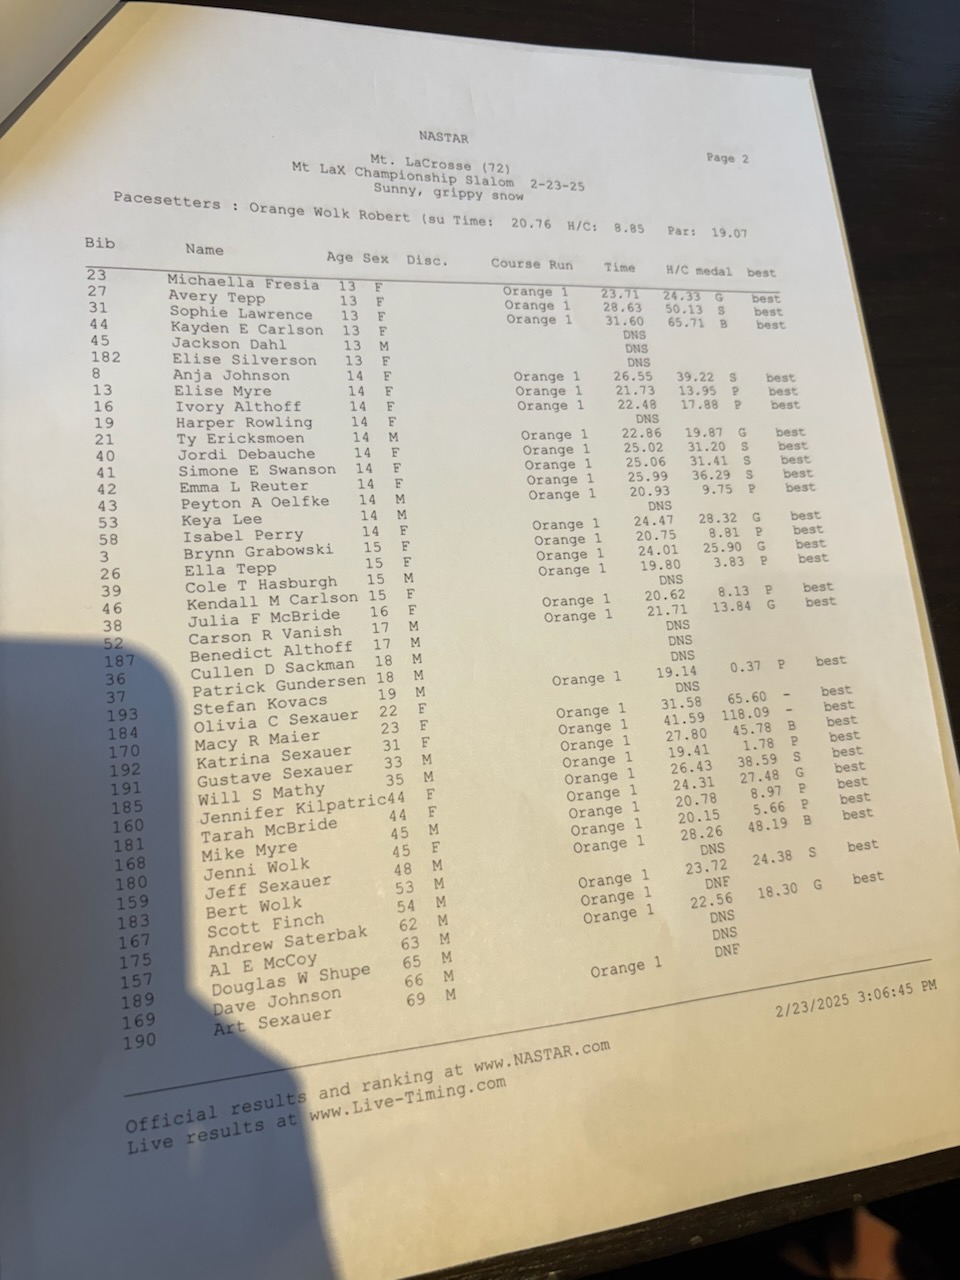 NASTAR
Page 2
Mt. LaCrosse (72)
Mt LaX Championship Slalom 2-23-25
Sunny, grippy snow
Pacesetters : Orange Wolk Robert (su Time: 20.76 H/C: 8.85 Par: 19.07
Bib Name Age Sex Disc. Course Run Time H/C medal best
23 Michaella Fresia 13 F Orange 1 23.71 24.33 G best
27 Avery Tepp 13 F Orange 1 28.63 50.13 S best
31 Sophie Lawrence 13 F Orange 1 31.60 65.71 B best
44 Kayden E Carlson 13 F DNS
45 Jackson Dahl 13 M DNS
182 Elise Silverson 13 F DNS
8 Anja Johnson 14 F Orange 1 26.55 39.22 S best
13 Elise Myre 14 F Orange 1 21.73 13.95 P best
16 Ivory Althoff 14 F Orange 1 22.48 17.88 P best
19 Harper Rowling 14 F DNS
21 Ty Ericksmoen 14 M Orange 1 22.86 19.87 G best
40 Jordi Debauche 14 F Orange 1 25.02 31.20 S best
41 Simone E Swanson 14 F Orange 1 25.06 31.41 S best
42 Emma L Reuter 14 F Orange 1 25.99 36.29 S best
43 Peyton A Oelfke 14 M Orange 1 20.93 9.75 P best
53 Keya Lee 14 M DNS
58 Isabel Perry 14 F Orange 1 24.47 28.32 G best
3 Brynn Grabowski 15 F Orange 1 20.75 8.81 P best
26 Ella Tepp 15 F Orange 1 24.01 25.90 G best
39 Cole T Hasburgh 15 M Orange 1 19.80 3.83 P best
46 Kendall M Carlson 15 F DNS
38 Julia F McBride 16 F Orange 1 20.62 8.13 P best
52 Carson R Vanish 17 M Orange 1 21.71 13.84 G best
187 Benedict Althoff 17 M DNS
36 Cullen D Sackman 18 M DNS
37 Patrick Gundersen 18 M DNS
193 Stefan Kovacs 19 M Orange 1 19.14 0.37 P best
184 Olivia C Sexauer 22 F DNS
170 Macy R Maier 23 F Orange 1 31.58 65.60 - best
192 Katrina Sexauer 31 F Orange 1 41.59 118.09 - best
191 Gustave Sexauer 33 M Orange 1 27.80 45.78 B best
185 Will S Mathy 35 M Orange 1 19.41 1.78 P best
160 Jennifer Kilpatric44 F Orange 1 26.43 38.59 S best
181 Tarah McBride 44 F Orange 1 24.31 27.48 G best
168 Mike Myre 45 M Orange 1 20.78 8.97 P best
180 Jenni Wolk 45 F Orange 1 20.15 5.66 P best
159 Jeff Sexauer 48 M Orange 1 28.26 48.19 B best
183 Bert Wolk 53 M DNS
167 Scott Finch 54 M Orange 1 23.72 24.38 S best
175 Andrew Saterbak 62 M Orange 1 DNF
157 Al E McCoy 63 M Orange 1 22.56 18.30 G best
189 Douglas W Shupe 65 M DNS
169 Dave Johnson 66 M DNS
190 Art Sexauer 69 M Orange 1 DNF
2/23/2025 3:06:45 PM
Official results and ranking at www.NASTAR.com
Live results at www.Live-Timing.com